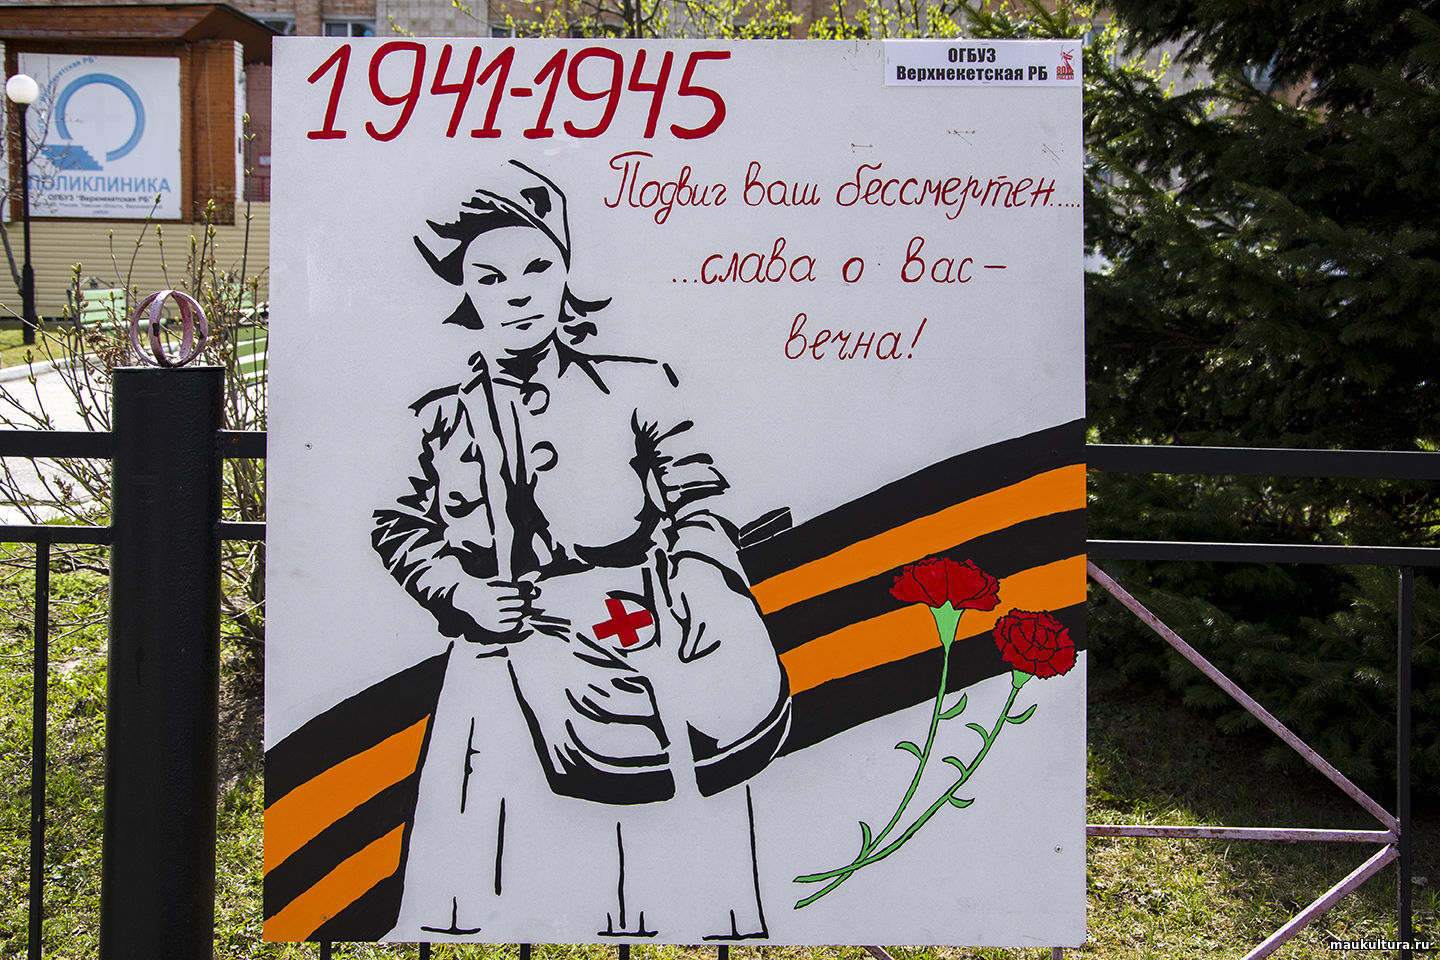 1941-1945
ОГБУЗ
Верхнекетская РБ
Подвиг ваш бессмертен.....
...слава о вас –
вечна!
ПОЛИКЛИНИКА
ОГБУЗ "Верхнекетская РБ"
maukultura.ru